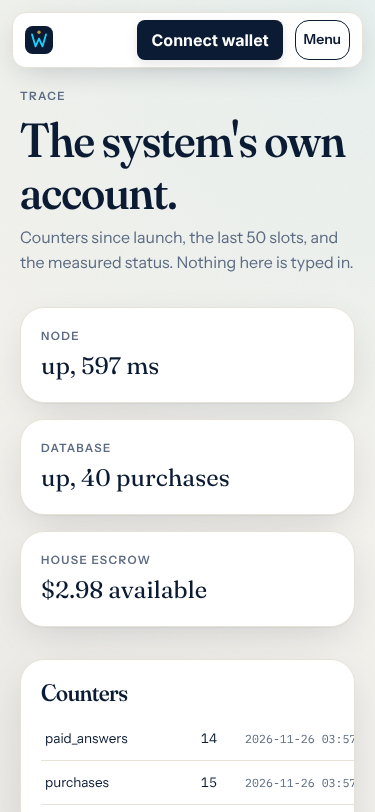 W
Connect wallet
Menu
TRACE
The system's own
account.
Counters since launch, the last 50 slots, and
the measured status. Nothing here is typed in.
NODE
up, 597 ms
DATABASE
up, 40 purchases
HOUSE ESCROW
$2.98 available
Counters
paid_answers 14 2026-11-26 03:57
purchases 15 2026-11-26 03:57